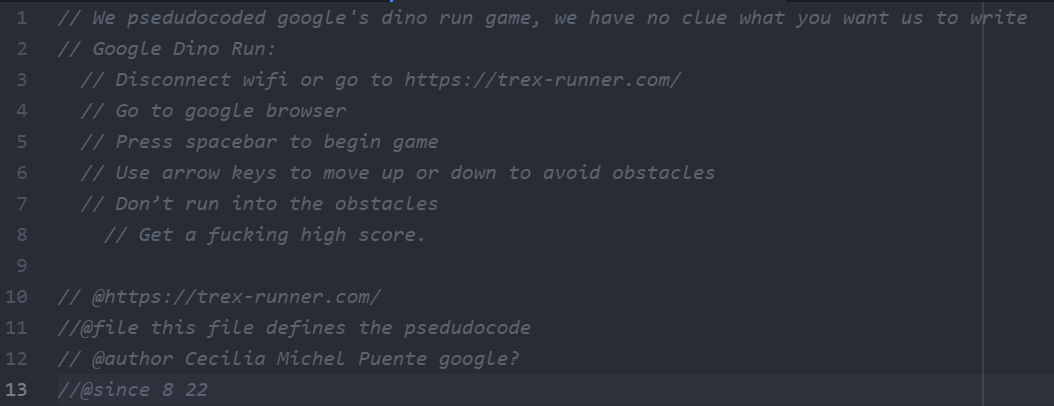 1 // We psedudocoded google's dino run game, we have no clue what you want us to write
2 // Google Dino Run:
3 // Disconnect wifi or go to https://trex-runner.com/
4 // Go to google browser
5 // Press spacebar to begin game
6 // Use arrow keys to move up or down to avoid obstacles
7 // Don’t run into the obstacles
8 // Get a fucking high score.
9
10 // @https://trex-runner.com/
11 //@file this file defines the psedudocode
12 // @author Cecilia Michel Puente google?
13 //@since 8 22